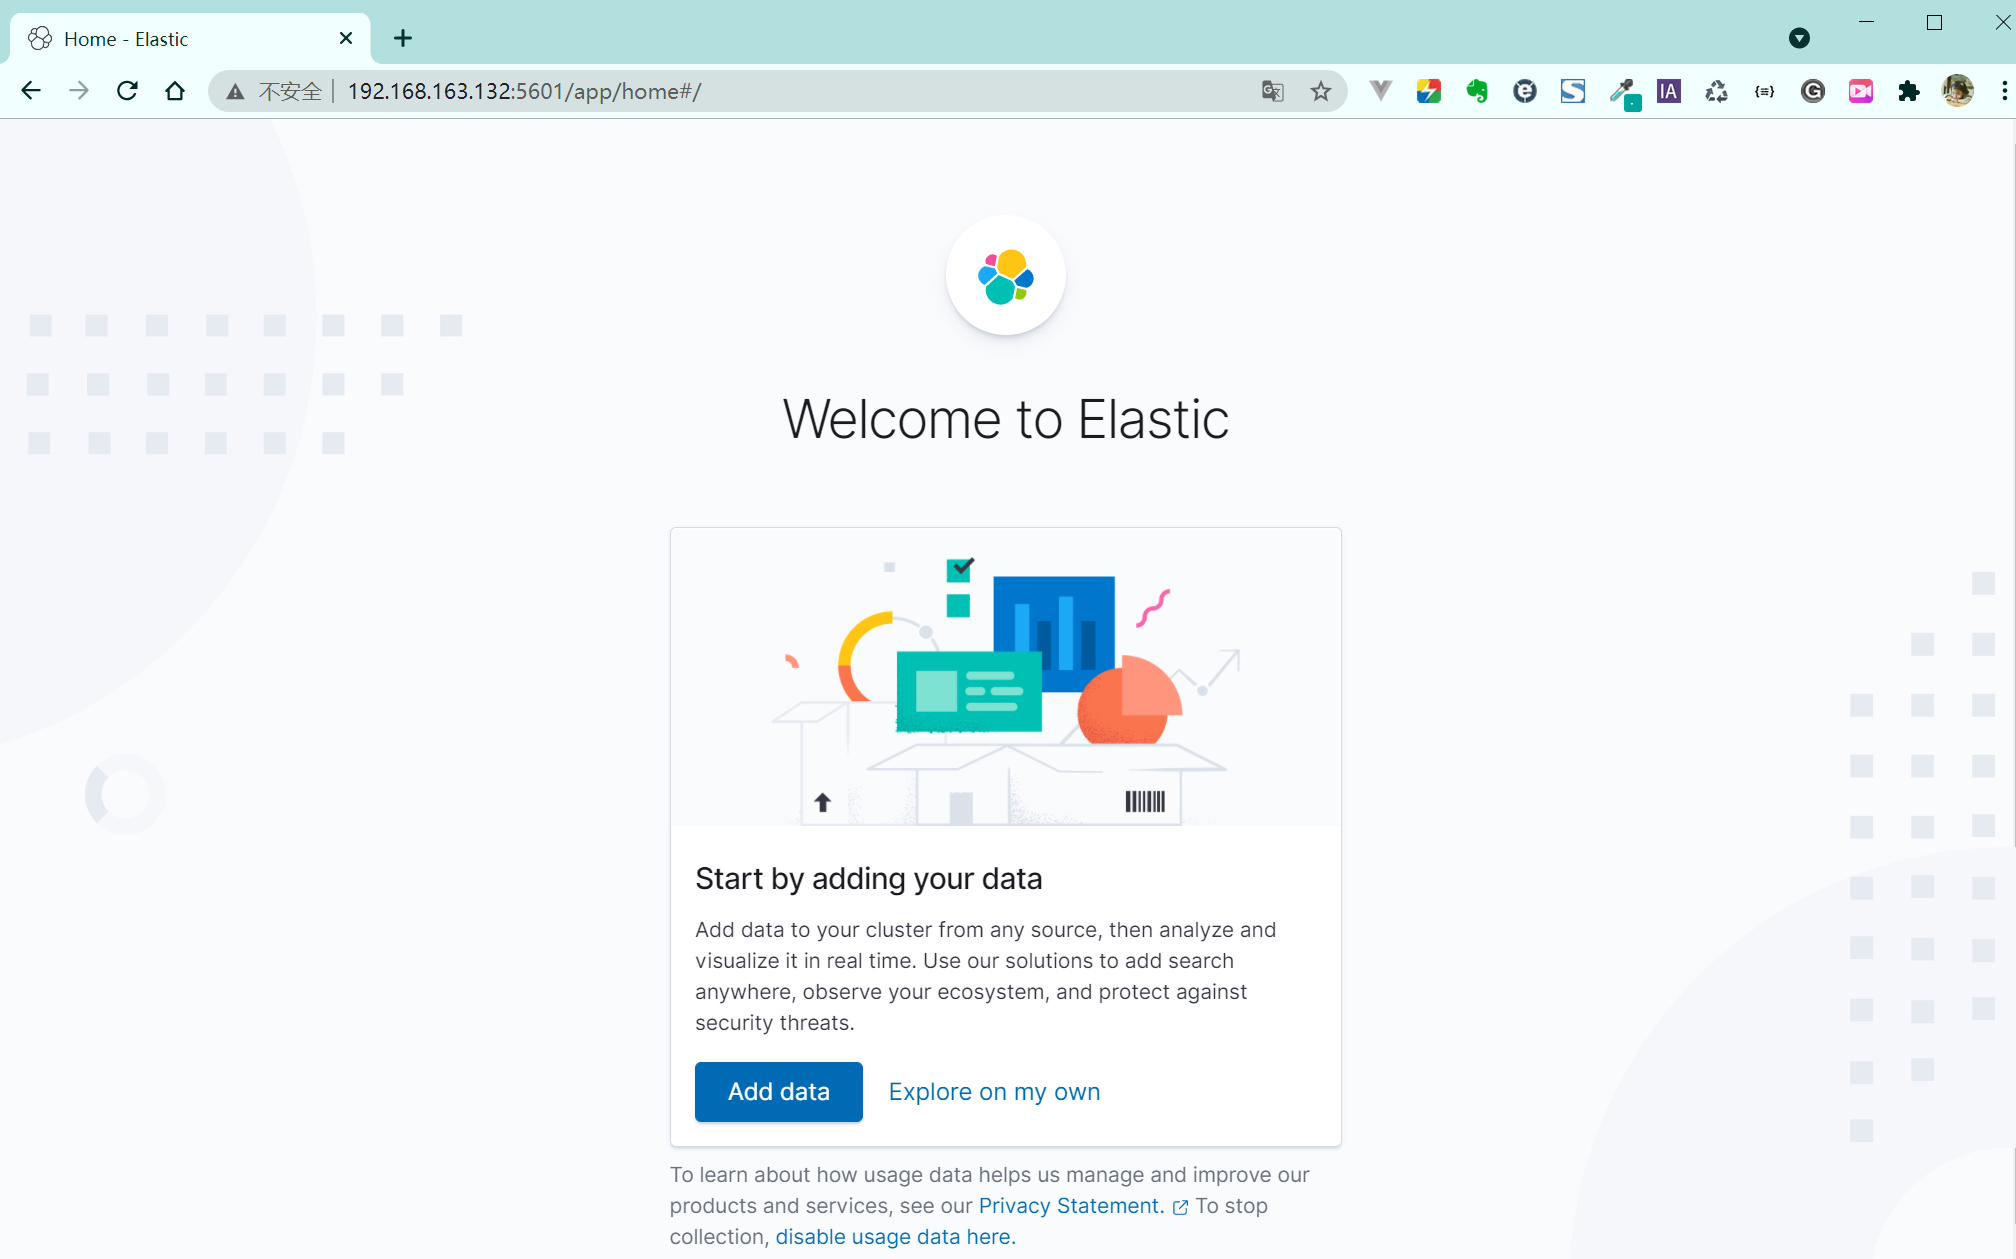 Home - Elastic
不安全 192.168.163.132:5601/app/home#/
Welcome to Elastic
Start by adding your data
Add data to your cluster from any source, then analyze and
visualize it in real time. Use our solutions to add search
anywhere, observe your ecosystem, and protect against
security threats.
Add data
Explore on my own
To learn about how usage data helps us manage and improve our
products and services, see our Privacy Statement. To stop
collection, disable usage data here.